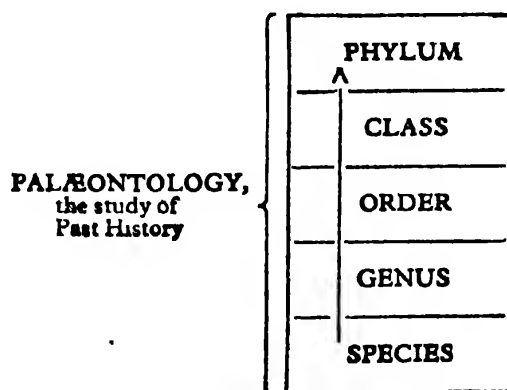 PALÆONTOLOGY,
the study of
Past History
PHYLUM
CLASS
ORDER
GENUS
SPECIES